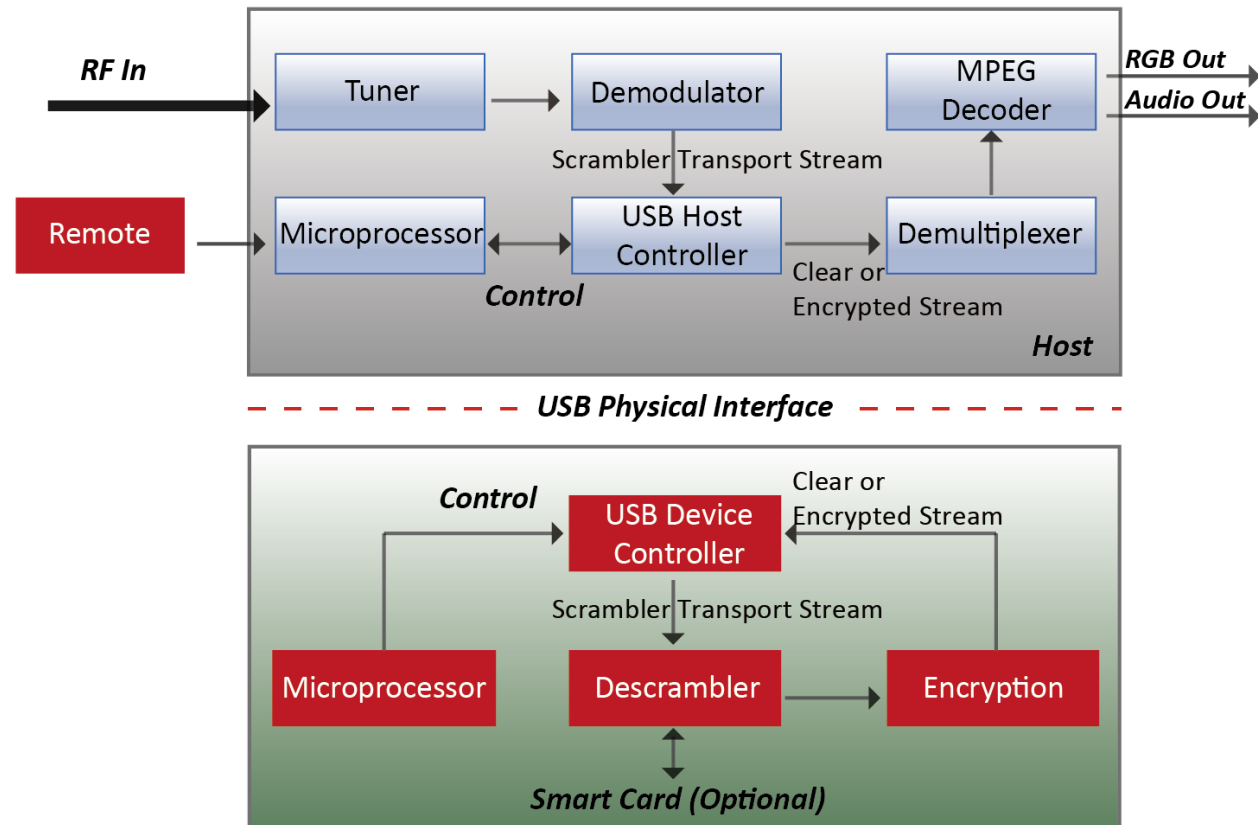 RF In
Tuner
Demodulator
MPEG
Decoder
RGB Out
Audio Out
Scrambler Transport Stream
Remote
Microprocessor
USB Host
Controller
Demultiplexer
Control
Clear or
Encrypted Stream
Host
USB Physical Interface
Control
USB Device
Controller
Clear or
Encrypted Stream
Scrambler Transport Stream
Microprocessor
Descrambler
Encryption
Smart Card (Optional)